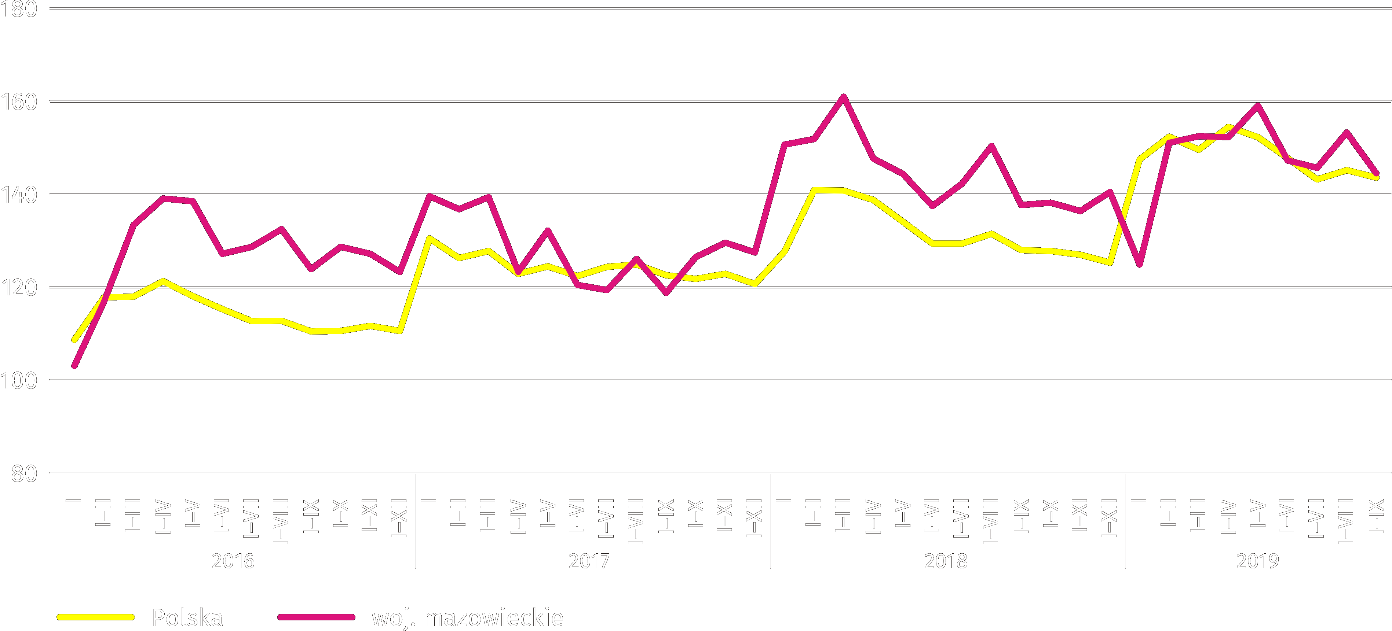 180
160
140
120
100
80
I I-II I-III I-IV I-V I-VI I-VII I-VIII I-IX I-X I-XI I-XII I I-II I-III I-IV I-V I-VI I-VII I-VIII I-IX I-X I-XI I-XII I I-II I-III I-IV I-V I-VI I-VII I-VIII I-IX I-X I-XI I-XII I I-II I-III I-IV I-V I-VI I-VII I-VIII I-IX
2016 2017 2018 2019
Polska woj. mazowieckie